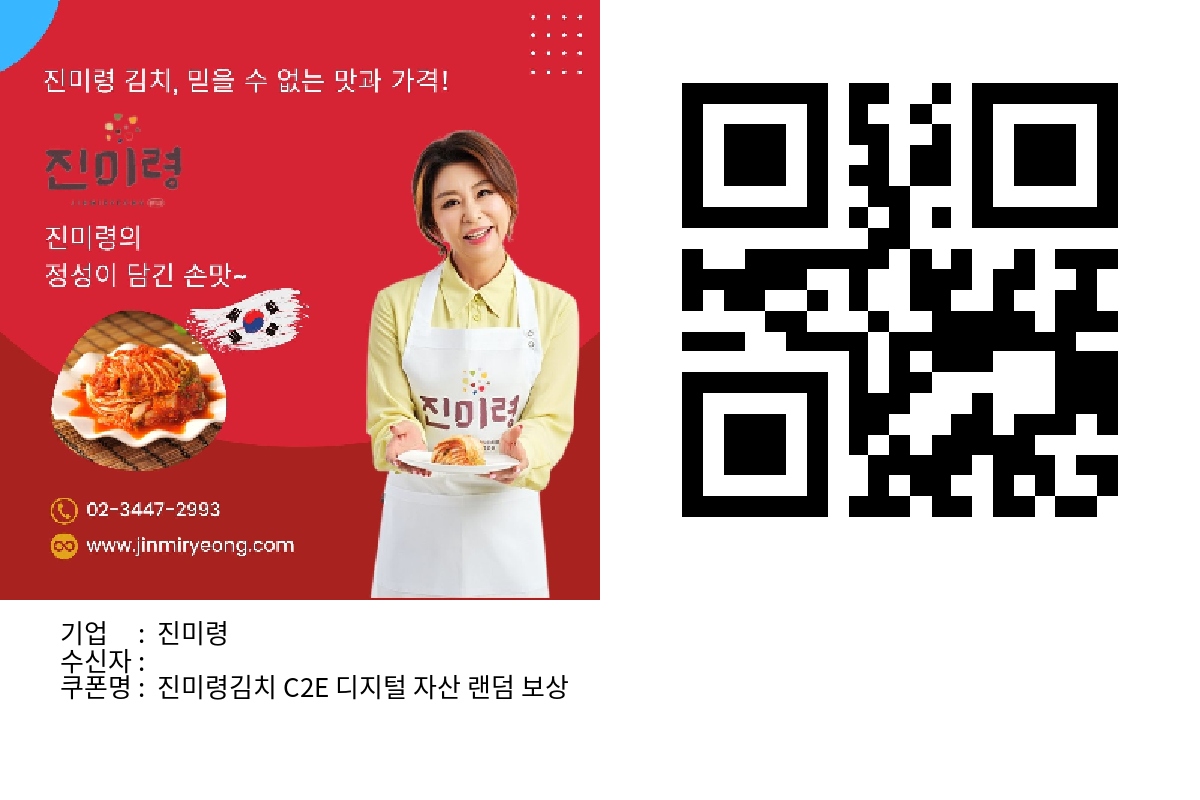 진미령 김치, 믿을 수 없는 맛과 가격!
진미령
진미령의
정성이 담긴 손맛~
진미령
02-3447-2993
www.jinmiryeong.com
기업 : 진미령
수신자 :
쿠폰명 : 진미령김치 C2E 디지털 자산 랜덤 보상